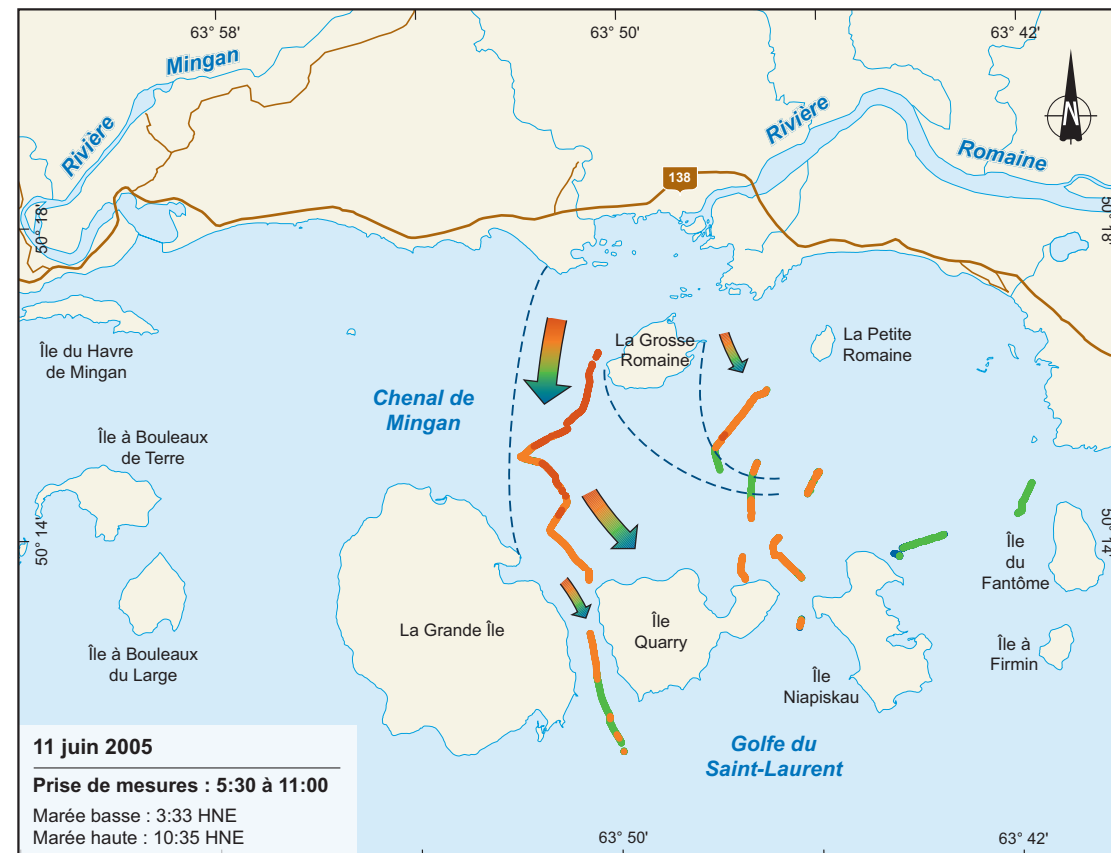 63° 58'
63° 50'
63° 42'
Rivière
Mingan
Rivière
Romaine
N
138
50° 18'
50° 18'
Île du Havre
de Mingan
La Grosse
Romaine
La Petite
Romaine
Chenal de
Mingan
Île à Bouleaux
de Terre
50° 14'
50° 14'
Île
du
Fantôme
La Grande Île
Île
Quarry
Île à Bouleaux
du Large
Île à
Firmin
Île
Niapiskau
Golfe du
Saint-Laurent
11 juin 2005
Prise de mesures : 5:30 à 11:00
Marée basse : 3:33 HNE
Marée haute : 10:35 HNE
63° 50'
63° 42'